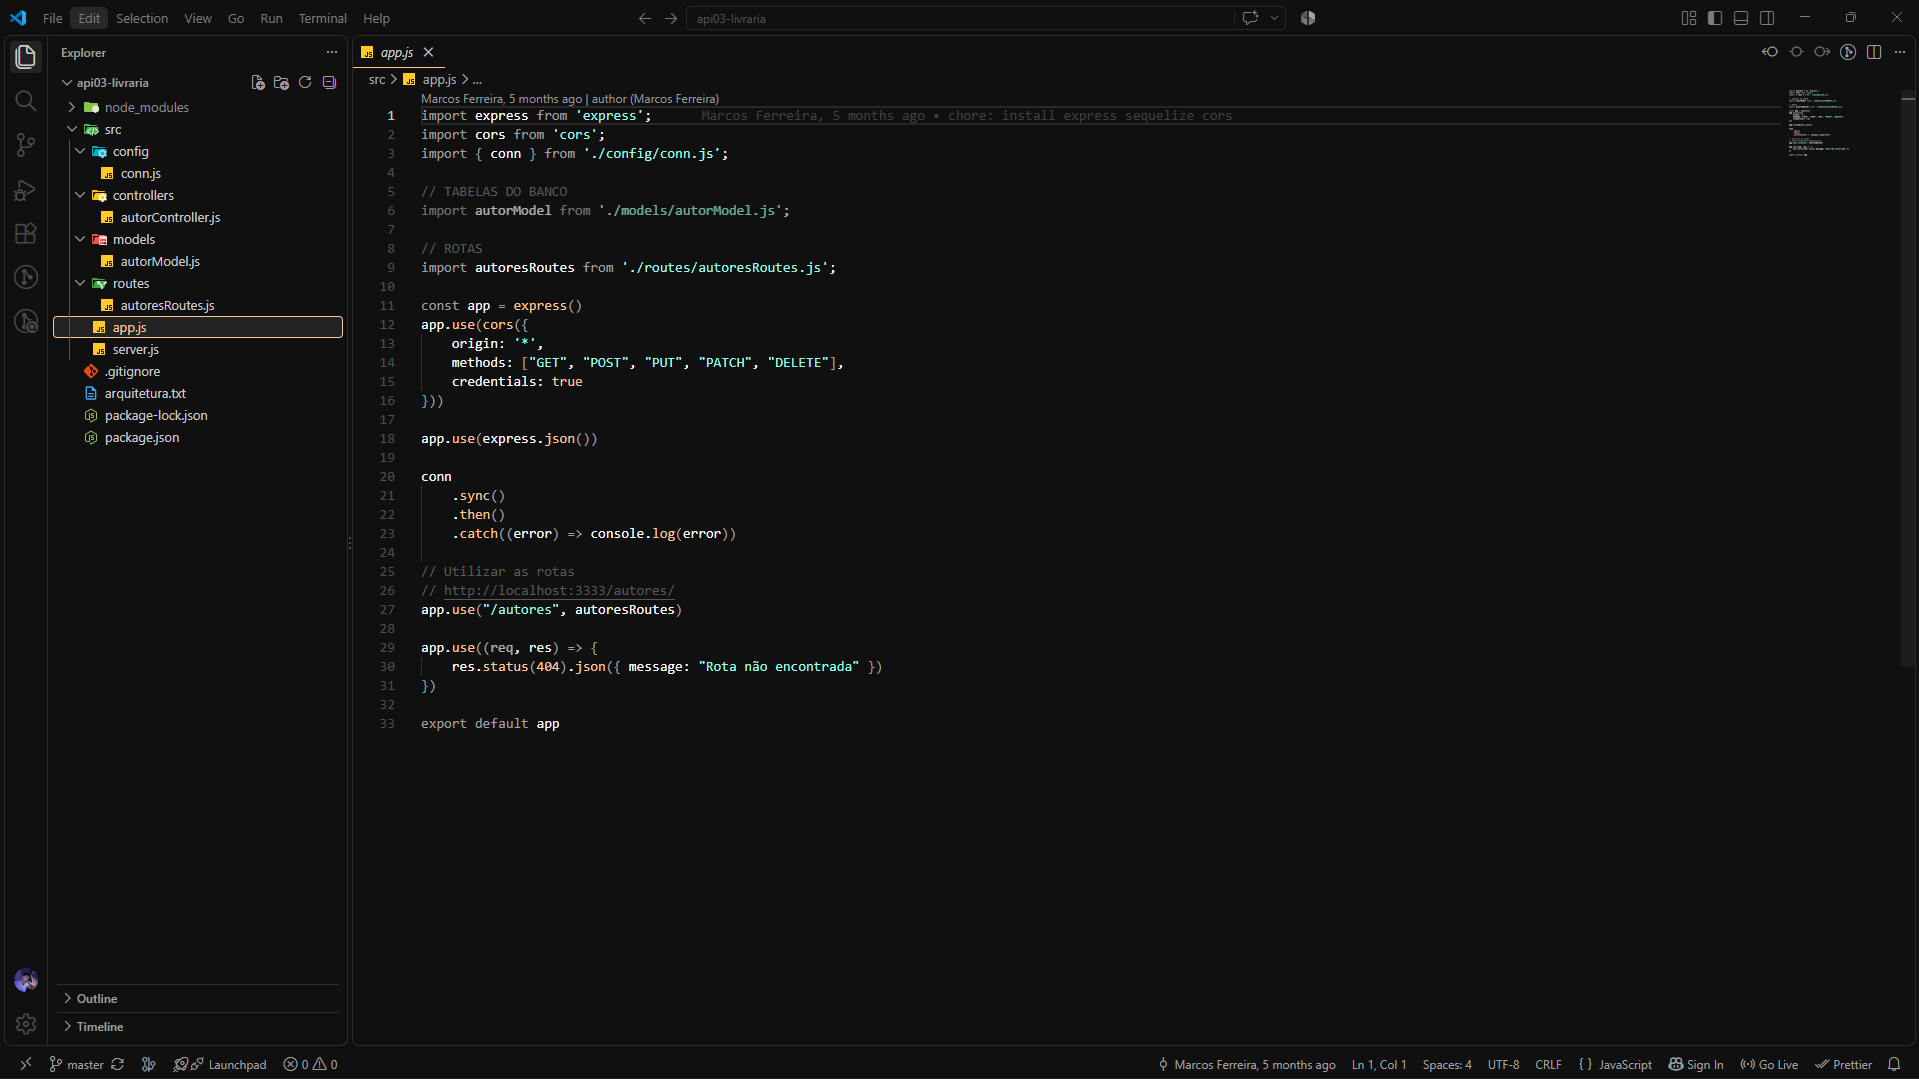 File Edit Selection View Go Run Terminal Help
api03-livraria
Explorer
api03-livraria
node_modules
src
config
conn.js
controllers
autorController.js
models
autorModel.js
routes
autoresRoutes.js
app.js
server.js
.gitignore
arquitetura.txt
package-lock.json
package.json
Outline
Timeline
app.js
src > app.js > ...
Marcos Ferreira, 5 months ago | author (Marcos Ferreira)
1 import express from 'express'; Marcos Ferreira, 5 months ago • chore: install express sequelize cors
2 import cors from 'cors';
3 import { conn } from './config/conn.js';
4
5 // TABELAS DO BANCO
6 import autorModel from './models/autorModel.js';
7
8 // ROTAS
9 import autoresRoutes from './routes/autoresRoutes.js';
10
11 const app = express()
12 app.use(cors({
13     origin: '*',
14     methods: ["GET", "POST", "PUT", "PATCH", "DELETE"],
15     credentials: true
16 }))
17
18 app.use(express.json())
19
20 conn
21     .sync()
22     .then()
23     .catch((error) => console.log(error))
24
25 // Utilizar as rotas
26 // http://localhost:3333/autores/
27 app.use("/autores", autoresRoutes)
28
29 app.use((req, res) => {
30     res.status(404).json({ message: "Rota não encontrada" })
31 })
32
33 export default app
master Launchpad 0 0 Marcos Ferreira, 5 months ago Ln 1, Col 1 Spaces: 4 UTF-8 CRLF { } JavaScript Sign In Go Live Prettier